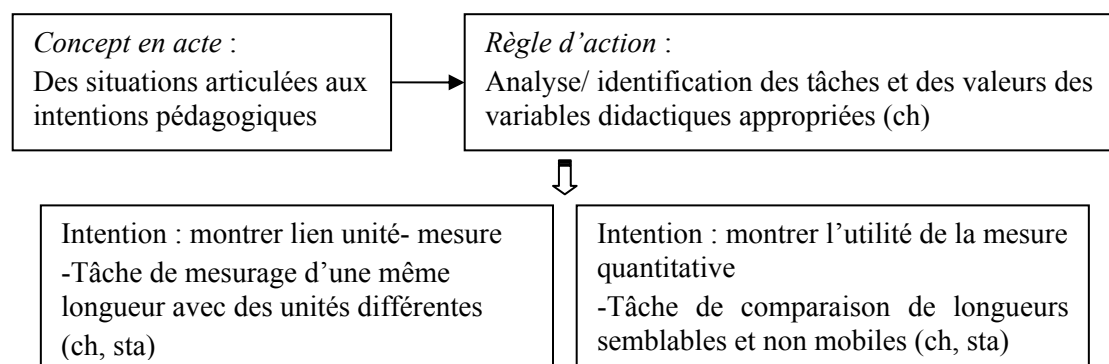 Concept en acte :
Des situations articulées aux
intentions pédagogiques
Règle d’action :
Analyse/ identification des tâches et des valeurs des
variables didactiques appropriées (ch)
Intention : montrer lien unité- mesure
-Tâche de mesurage d’une même
longueur avec des unités différentes
(ch, sta)
Intention : montrer l’utilité de la mesure
quantitative
-Tâche de comparaison de longueurs
semblables et non mobiles (ch, sta)